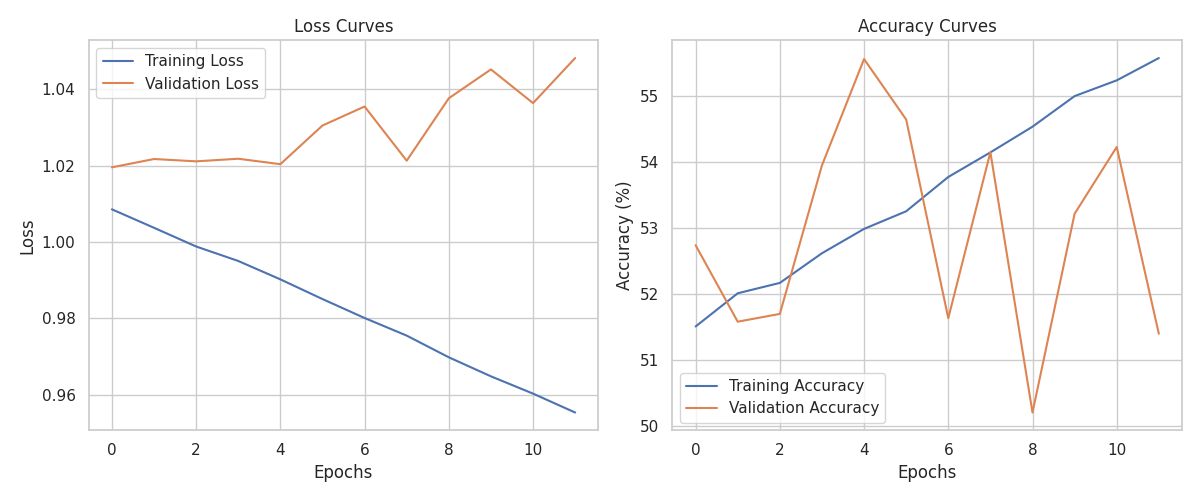 Loss Curves
Training Loss
Validation Loss
1.04
1.02
1.00
0.98
0.96
Loss
0 2 4 6 8 10
Epochs
Accuracy Curves
Training Accuracy
Validation Accuracy
55
54
53
52
51
50
Accuracy (%)
0 2 4 6 8 10
Epochs